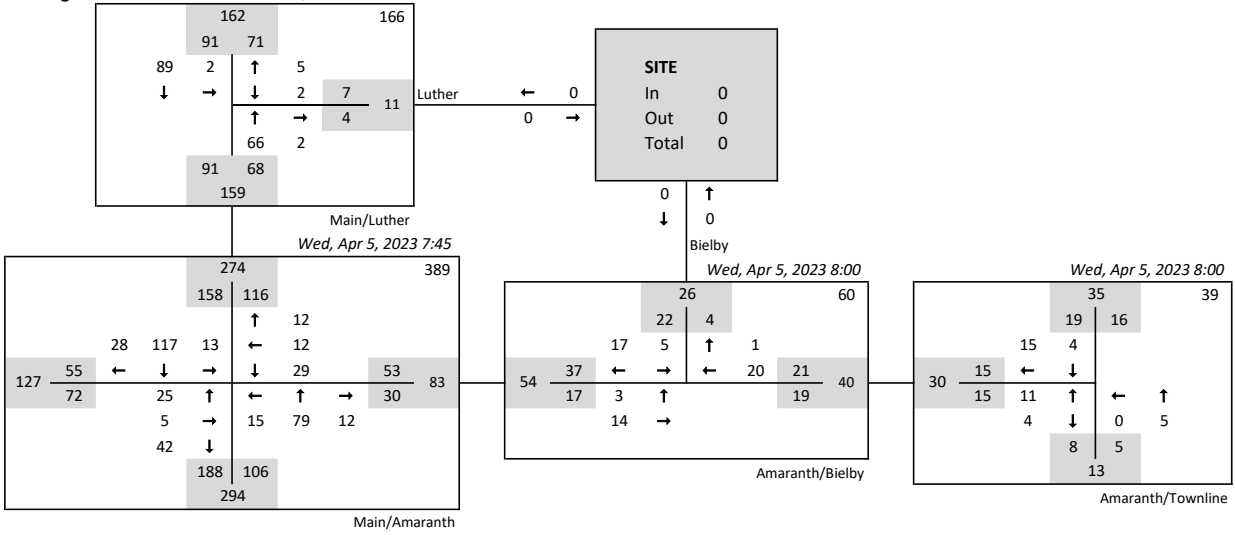 162 166
91 71
89 2 ↑ 5
↓ → ↓ 2 7 11 Luther ← 0
↑ → 4 0 →
66 2
91 68
159
Main/Luther
SITE
In 0
Out 0
Total 0
0 ↑
↓ 0
Bielby
Wed, Apr 5, 2023 7:45
274 389
158 116
↑ 12
28 117 13 ← 12
127 55 ← ↓ → ↓ 29 53 83
72 25 ↑ ← ↑ → 30
5 → 15 79 12
42 ↓
188 106
294
Main/Amaranth
Wed, Apr 5, 2023 8:00
26 60
22 4
17 5 ↑ 1
54 37 ← → ← 20 21 40
17 3 ↑ 19
14 →
Amaranth/Bielby
Wed, Apr 5, 2023 8:00
35 39
19 16
15 4
30 15 ← ↓
15 11 ↑ ← ↑
4 ↓ 0 5
8 5
13
Amaranth/Townline